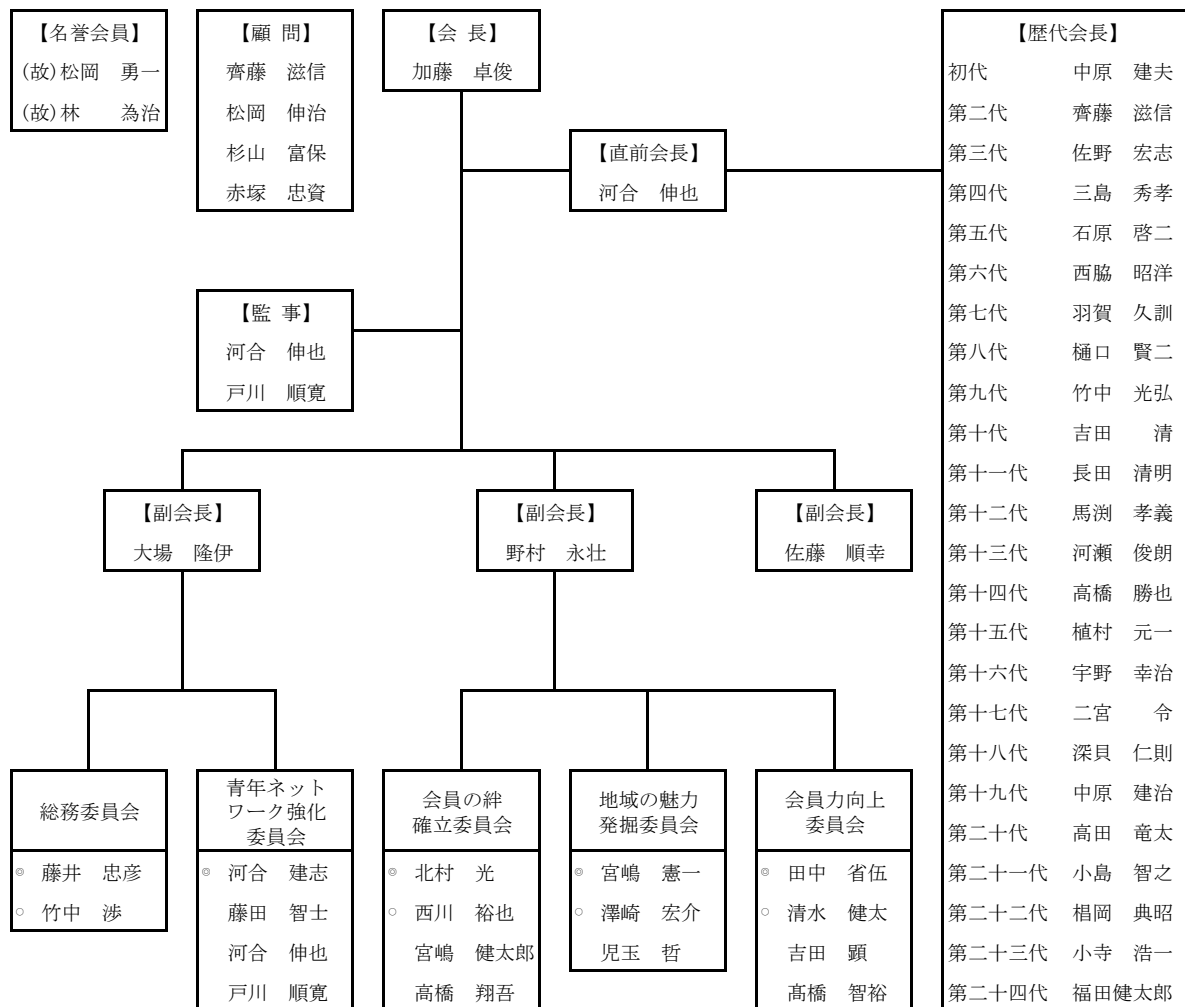 【名誉会員】
(故)松岡　勇一
(故)林　　為治
【顧 問】
齊藤　滋信
松岡　伸治
杉山　富保
赤塚　忠資
【会 長】
加藤　卓俊
【直前会長】
河合　伸也
【監 事】
河合　伸也
戸川　順寛
【副会長】
大場　隆伊
【副会長】
野村　永壮
【副会長】
佐藤　順幸
総務委員会
◎ 藤井　忠彦
○ 竹中　渉
青年ネット
ワーク強化
委員会
◎ 河合　建志
藤田　智士
河合　伸也
戸川　順寛
会員の絆
確立委員会
◎ 北村　光
○ 西川　裕也
宮嶋　健太郎
高橋　翔吾
地域の魅力
発掘委員会
◎ 宮嶋　憲一
○ 澤崎　宏介
児玉　哲
会員力向上
委員会
◎ 田中　省伍
○ 清水　健太
吉田　顕
髙橋　智裕
【歴代会長】
初代　中原　建夫
第二代　齊藤　滋信
第三代　佐野　宏志
第四代　三島　秀孝
第五代　石原　啓二
第六代　西脇　昭洋
第七代　羽賀　久訓
第八代　樋口　賢二
第九代　竹中　光弘
第十代　吉田　　清
第十一代　長田　清明
第十二代　馬渕　孝義
第十三代　河瀬　俊朗
第十四代　高橋　勝也
第十五代　植村　元一
第十六代　宇野　幸治
第十七代　二宮　　令
第十八代　深貝　仁則
第十九代　中原　建治
第二十代　高田　竜太
第二十一代　小島　智之
第二十二代　椙岡　典昭
第二十三代　小寺　浩一
第二十四代　福田健太郎